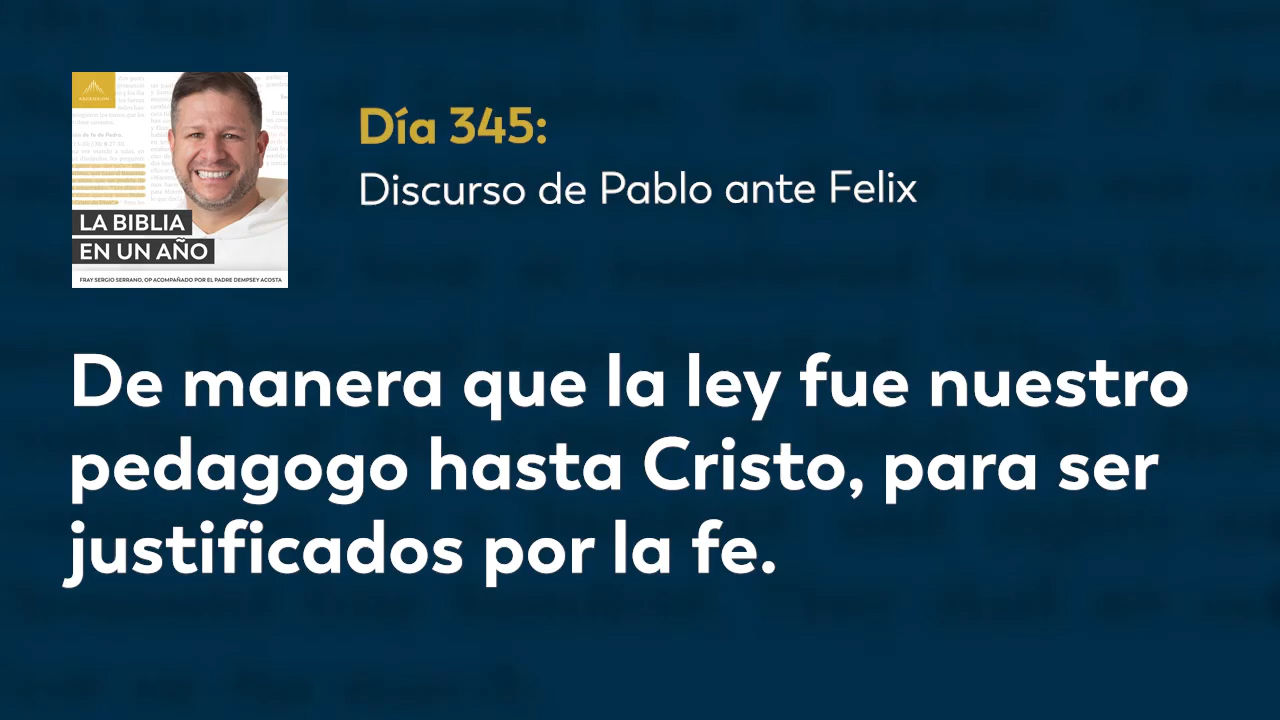 ASCENSION
LA BIBLIA
EN UN AÑO
FRAY SERGIO SERRANO, OP ACOMPAÑADO POR EL PADRE DEMPSEY ACOSTA
Día 345:
Discurso de Pablo ante Felix
De manera que la ley fue nuestro
pedagogo hasta Cristo, para ser
justificados por la fe.